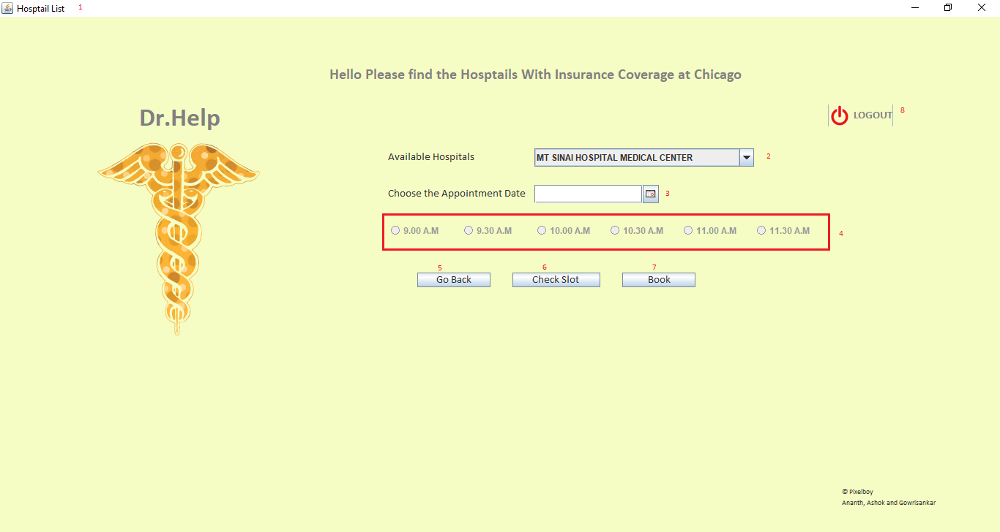 Hosptail List 1
Hello Please find the Hosptails With Insurance Coverage at Chicago
Dr.Help
LOGOUT 8
Available Hospitals MT SINAI HOSPITAL MEDICAL CENTER 2
Choose the Appointment Date 3
9.00 A.M 9.30 A.M 10.00 A.M 10.30 A.M 11.00 A.M 11.30 A.M 4
5 6 7
Go Back Check Slot Book
© Pixelboy
Ananth, Ashok and Gowrisankar